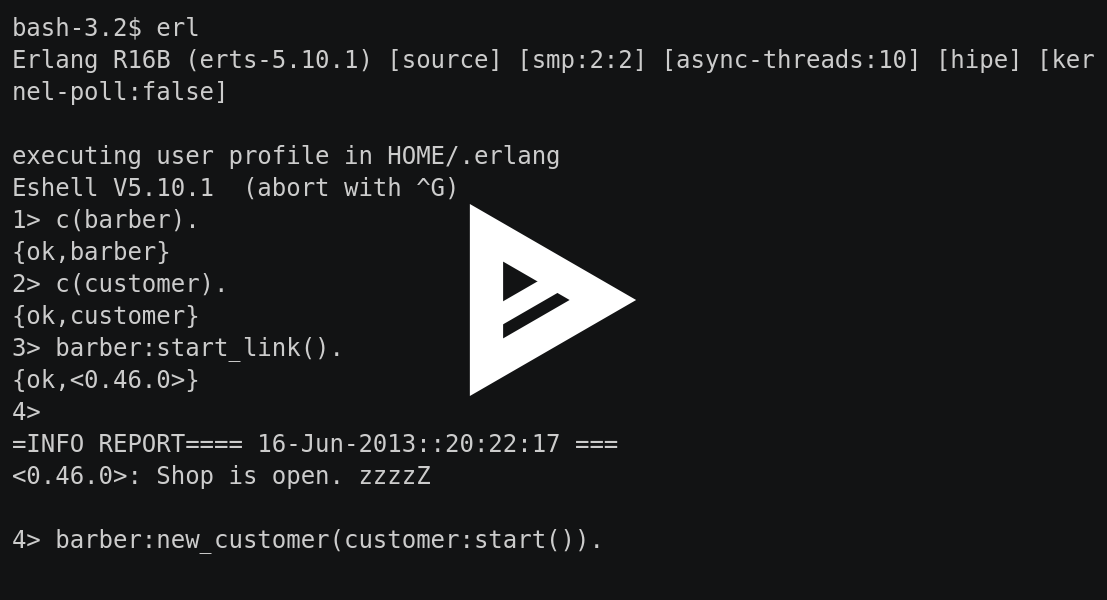 bash-3.2$ erl
Erlang R16B (erts-5.10.1) [source] [smp:2:2] [async-threads:10] [hipe] [ker
nel-poll:false]
executing user profile in HOME/.erlang
Eshell V5.10.1  (abort with ^G)
1> c(barber).
{ok,barber}
2> c(customer).
{ok,customer}
3> barber:start_link().
{ok,<0.46.0>}
4>
=INFO REPORT==== 16-Jun-2013::20:22:17 ===
<0.46.0>: Shop is open. zzzzZ
4> barber:new_customer(customer:start()).